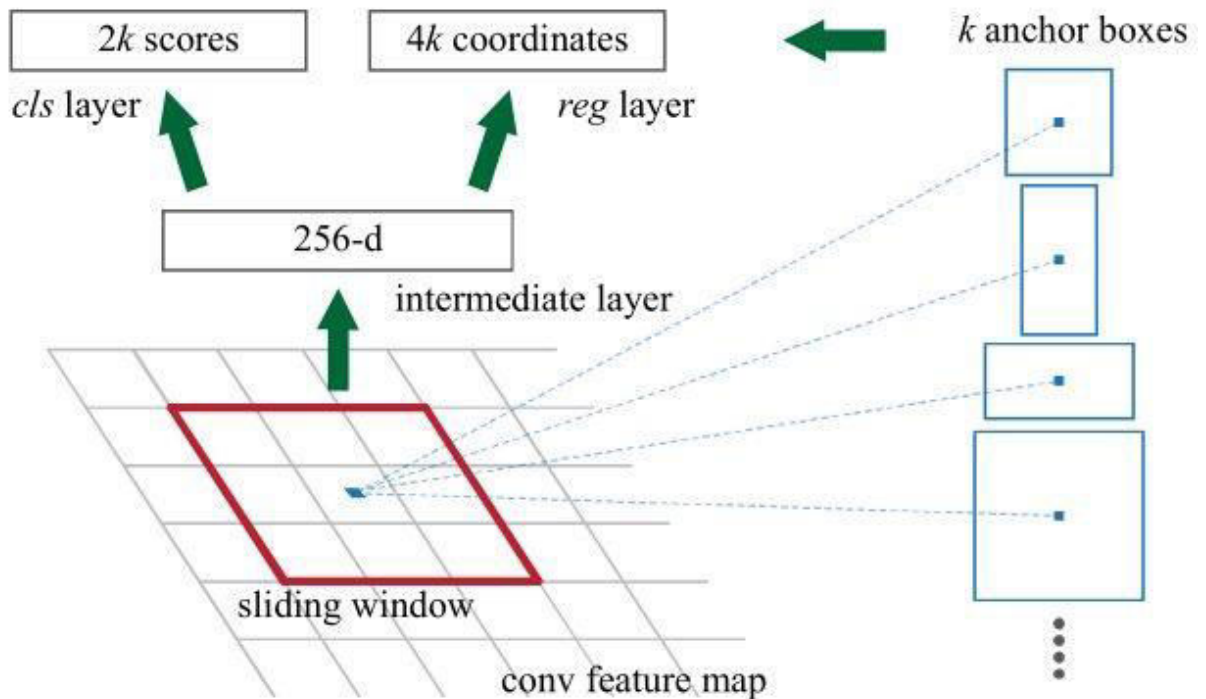 2k scores
4k coordinates
k anchor boxes
cls layer
reg layer
256-d
intermediate layer
sliding window
conv feature map